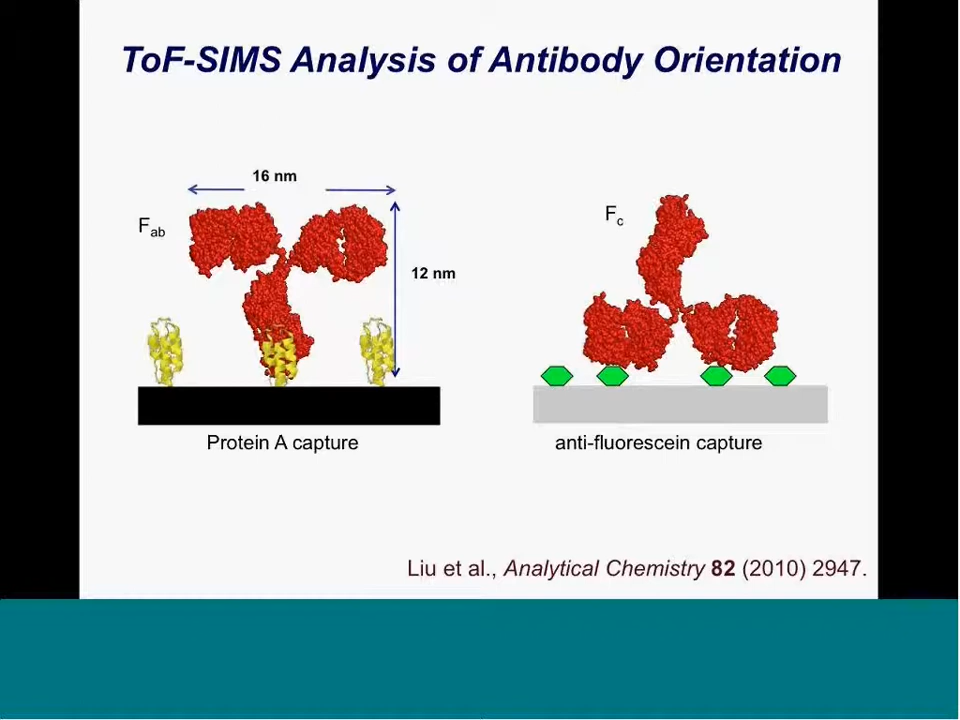 ToF-SIMS Analysis of Antibody Orientation
16 nm
Fab
12 nm
Fc
Protein A capture
anti-fluorescein capture
Liu et al., Analytical Chemistry 82 (2010) 2947.